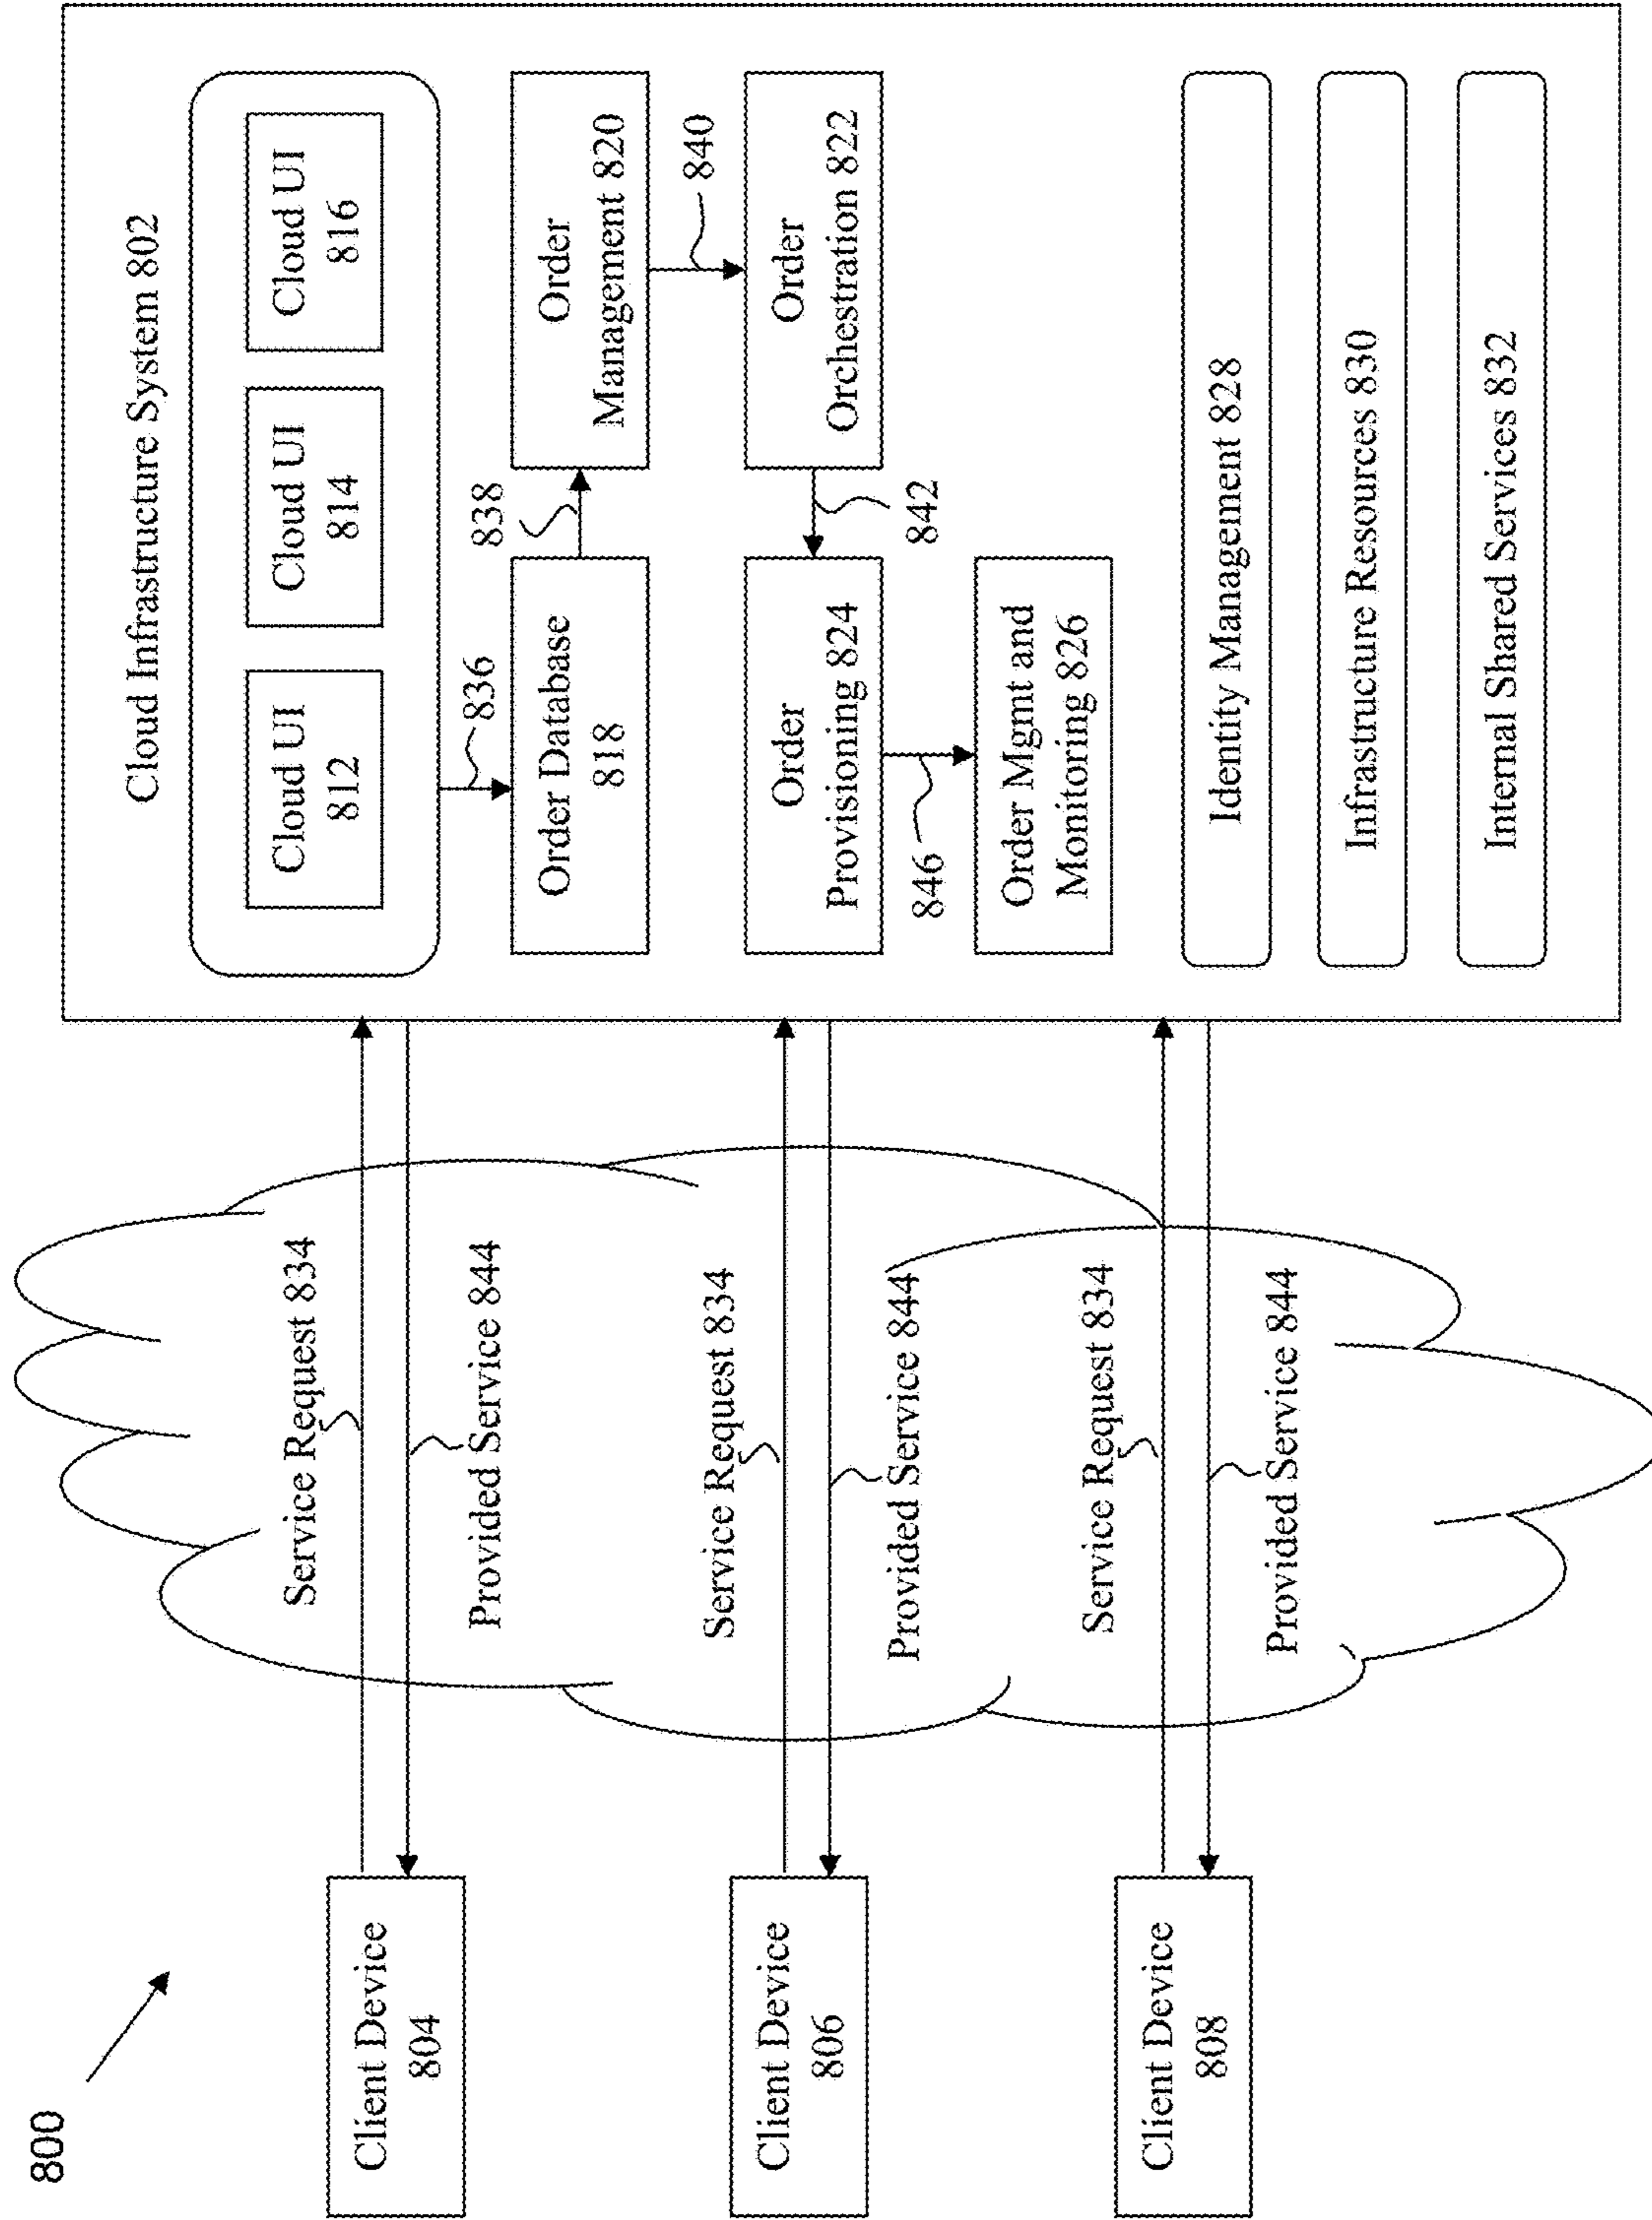 800
Client Device
804
Client Device
806
Client Device
808
Service Request 834
Provided Service 844
Service Request 834
Provided Service 844
Service Request 834
Provided Service 844
Cloud Infrastructure System 802
Cloud UI
812
Cloud UI
814
Cloud UI
816
836
Order Database
818
838
Order
Management 820
840
Order
Orchestration 822
842
Order
Provisioning 824
846
Order Mgmt and
Monitoring 826
Identity Management 828
Infrastructure Resources 830
Internal Shared Services 832